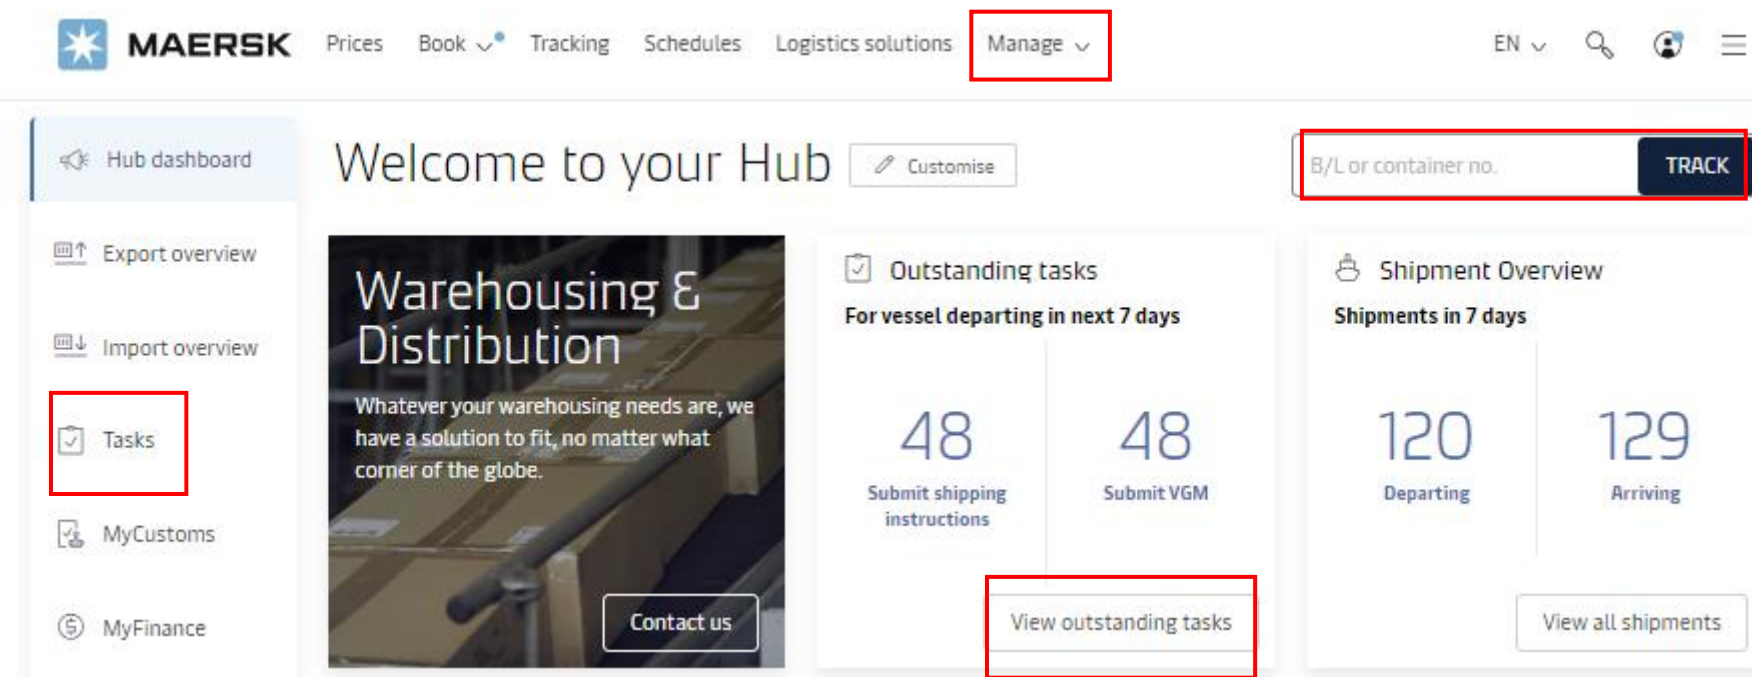 MAERSK
Prices
Book
Tracking
Schedules
Logistics solutions
Manage
EN
Hub dashboard
Export overview
Import overview
Tasks
MyCustoms
MyFinance
Welcome to your Hub
Customise
B/L or container no.
TRACK
Warehousing &
Distribution
Whatever your warehousing needs are, we
have a solution to fit, no matter what
corner of the globe.
Contact us
Outstanding tasks
For vessel departing in next 7 days
48
Submit shipping
instructions
48
Submit VGM
View outstanding tasks
Shipment Overview
Shipments in 7 days
120
Departing
129
Arriving
View all shipments